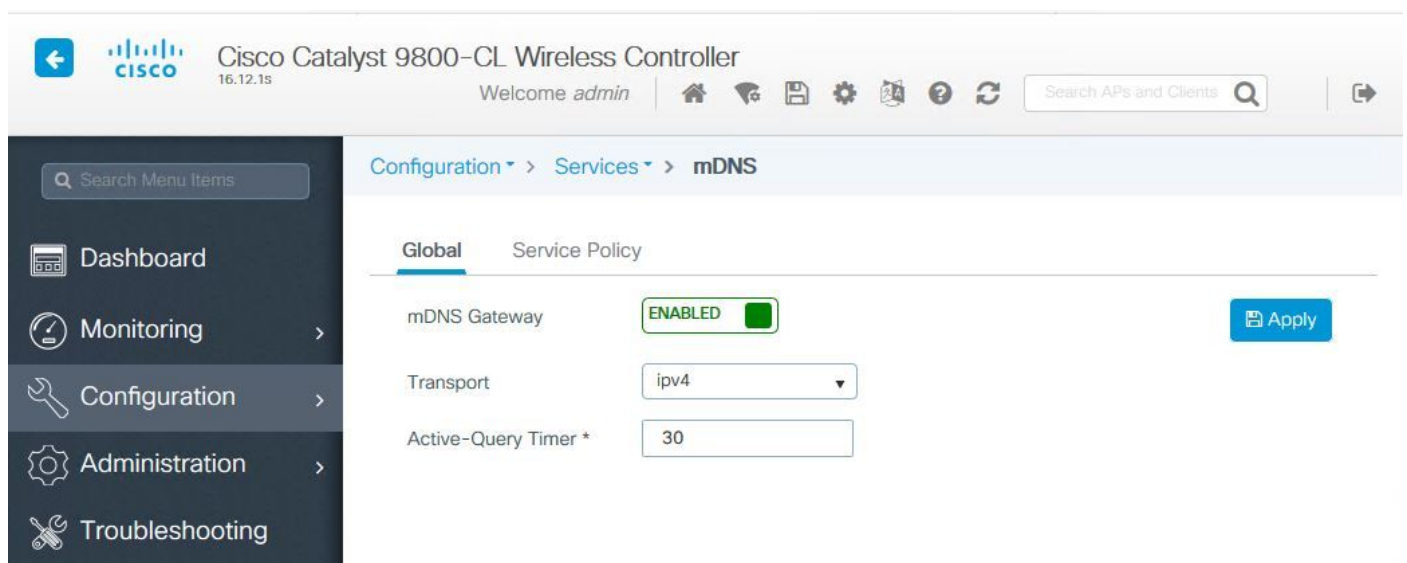 CISCO
Cisco Catalyst 9800-CL Wireless Controller
16.12.1s
Welcome admin
Search APs and Clients
Search Menu Items
Dashboard
Monitoring
Configuration
Administration
Troubleshooting
Configuration > Services > mDNS
Global Service Policy
mDNS Gateway ENABLED
Apply
Transport ipv4
Active-Query Timer * 30